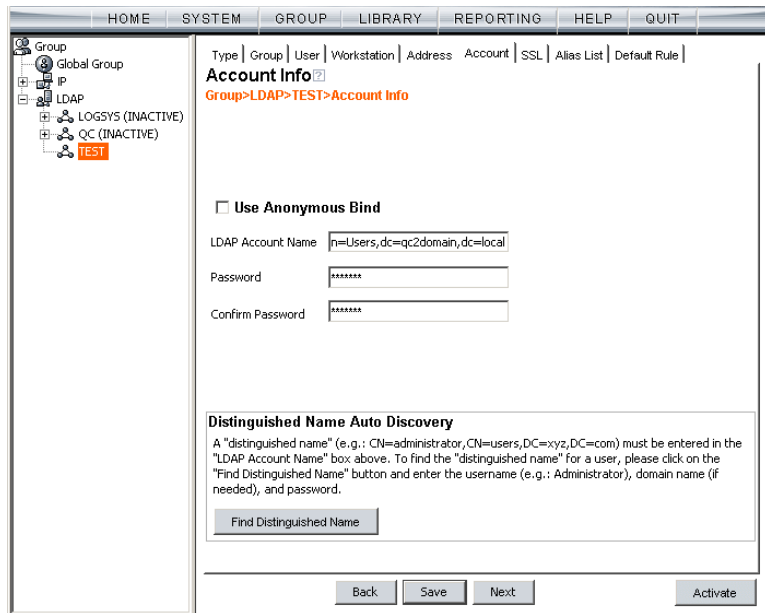 HOME SYSTEM GROUP LIBRARY REPORTING HELP QUIT
Group
Global Group
IP
LDAP
LOGSYS (INACTIVE)
QC (INACTIVE)
TEST
Type Group User Workstation Address Account SSL Alias List Default Rule
Account Info ?
Group>LDAP>TEST>Account Info
Use Anonymous Bind
LDAP Account Name n=Users,dc=qc2domain,dc=local
Password *******
Confirm Password *******
Distinguished Name Auto Discovery
A "distinguished name" (e.g.: CN=administrator,CN=users,DC=xyz,DC=com) must be entered in the
"LDAP Account Name" box above. To find the "distinguished name" for a user, please click on the
"Find Distinguished Name" button and enter the username (e.g.: Administrator), domain name (if
needed), and password.
Find Distinguished Name
Back Save Next Activate